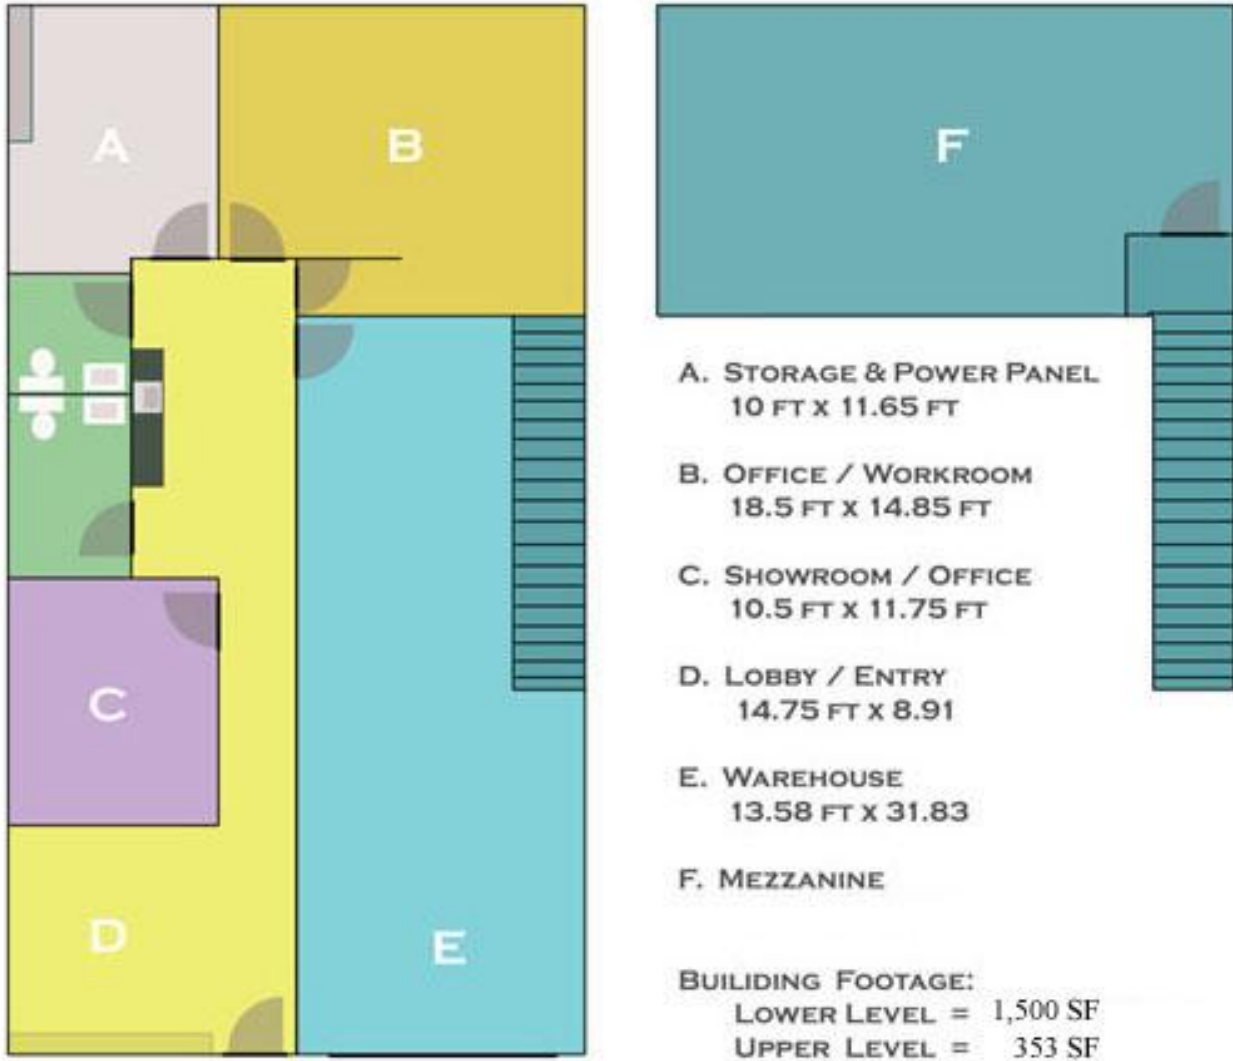 A
B
F
C
D
E
A. STORAGE & POWER PANEL
10 FT X 11.65 FT
B. OFFICE / WORKROOM
18.5 FT X 14.85 FT
C. SHOWROOM / OFFICE
10.5 FT X 11.75 FT
D. LOBBY / ENTRY
14.75 FT X 8.91
E. WAREHOUSE
13.58 FT X 31.83
F. MEZZANINE
BUILIDING FOOTAGE:
LOWER LEVEL = 1,500 SF
UPPER LEVEL = 353 SF